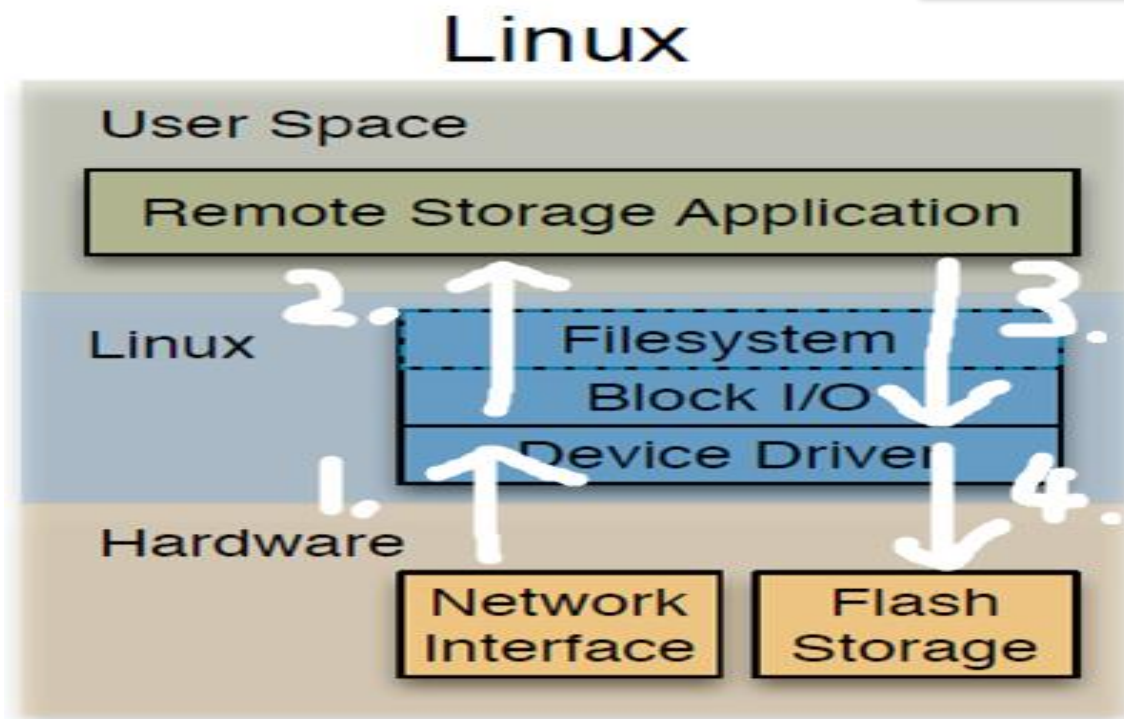 Linux
User Space
Remote Storage Application
2.
3.
Linux
Filesystem
Block I/O
Device Driver
1.
4.
Hardware
Network
Interface
Flash
Storage